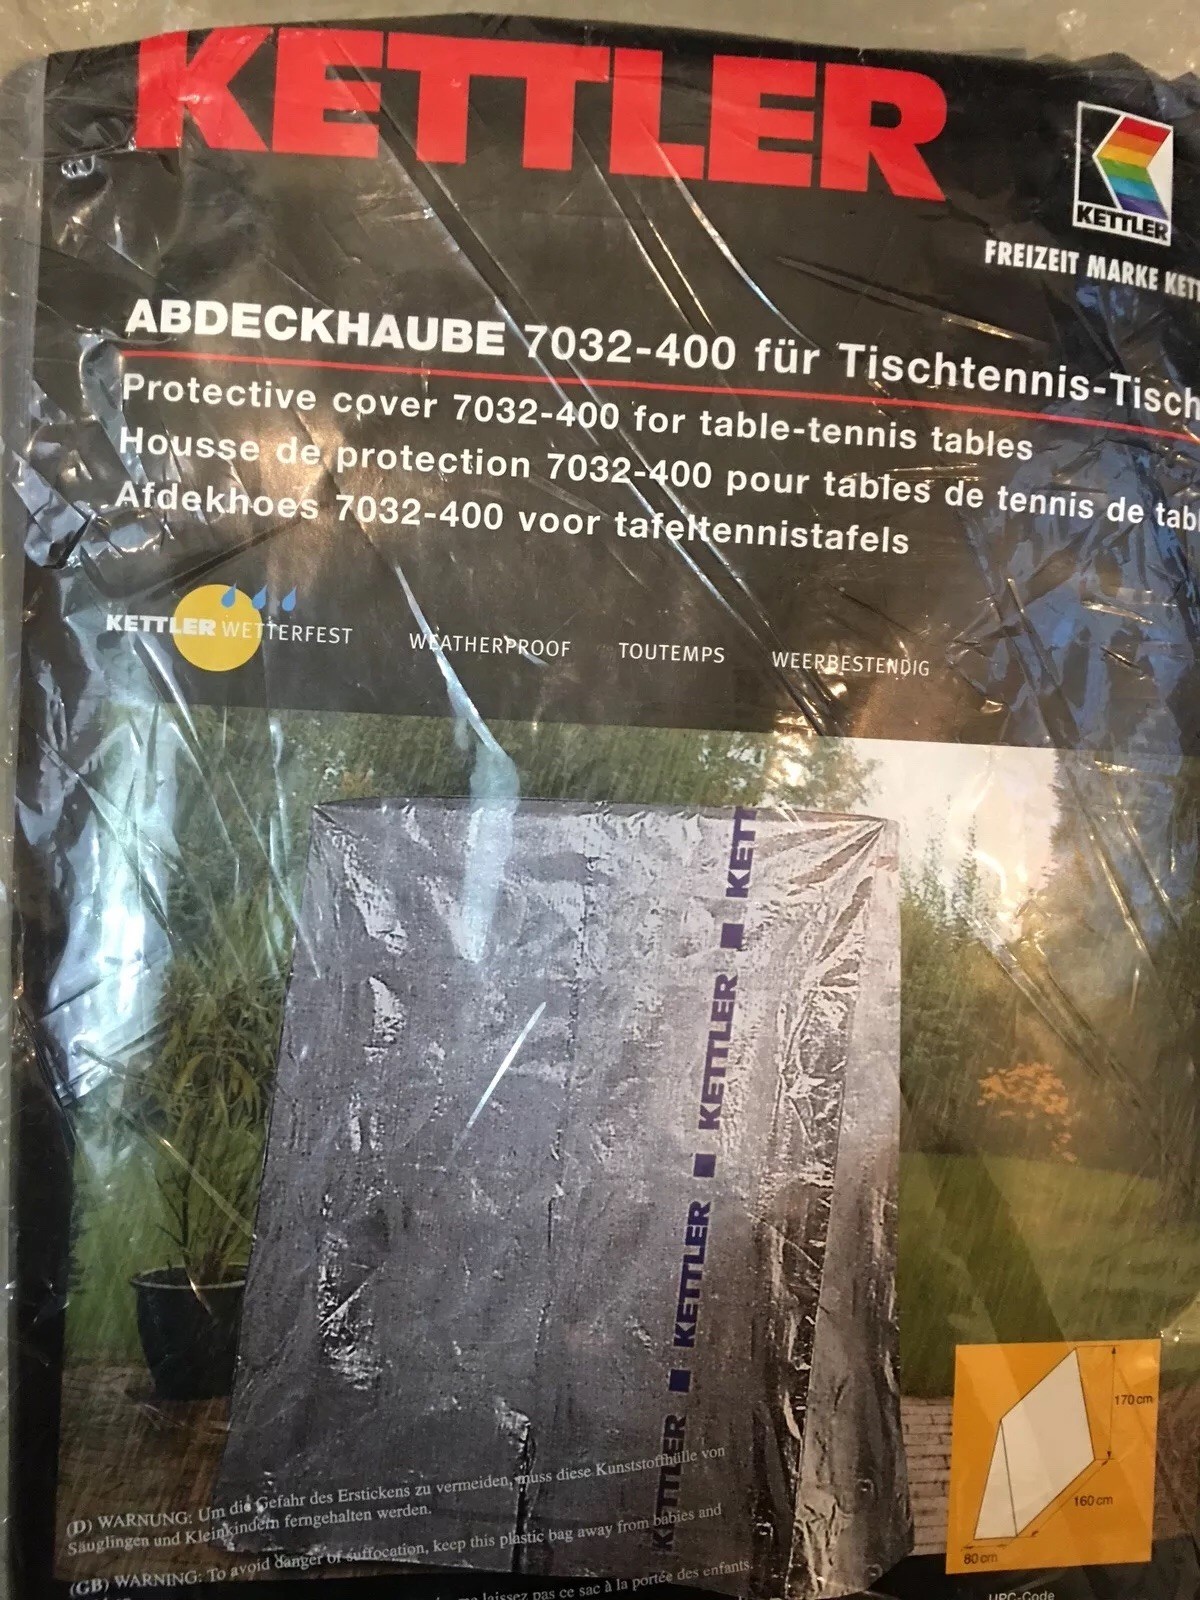 KETTLER
KETTLER
FREIZEIT MARKE KETT
ABDECKHAUBE 7032-400 für Tischtennis-Tisch
Protective cover 7032-400 for table-tennis tables
Housse de protection 7032-400 pour tables de tennis de tab
Afdekhoes 7032-400 voor tafeltennistafels
KETTLER WETTERFEST WEATHERPROOF TOUTEMPS WEERBESTENDIG
KETT
KETTLER
KETTLER
KETTLER
170 cm
160 cm
80 cm
(D) WARNUNG: Um die Gefahr des Erstickens zu vermeiden, muss diese Kunststoffhülle von
Säuglingen und Kleinkindern ferngehalten werden.
(GB) WARNING: To avoid danger of suffocation, keep this plastic bag away from babies and
laissez pas ce sac à la portée des enfants.
UPC-Code